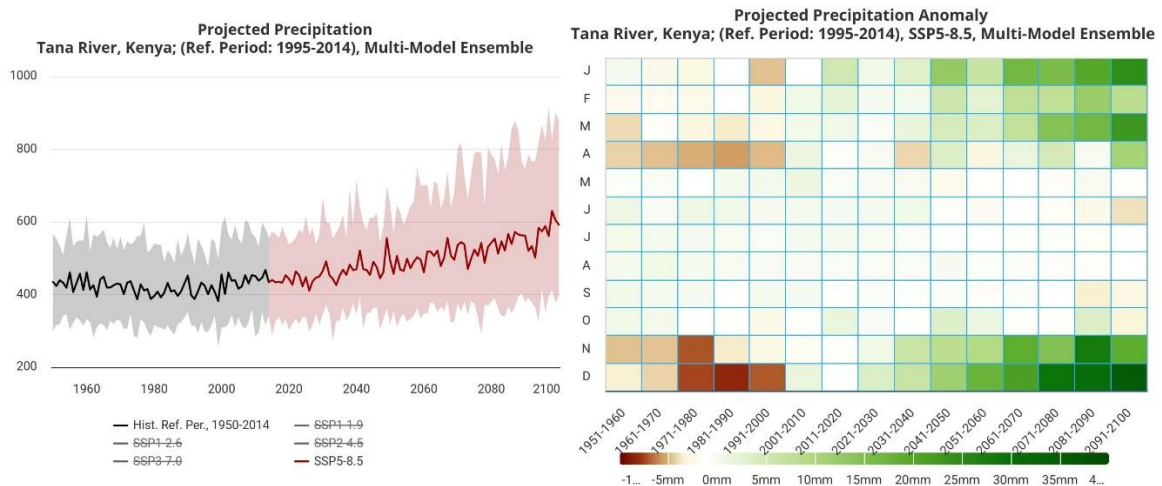 Projected Precipitation
Tana River, Kenya; (Ref. Period: 1995-2014), Multi-Model Ensemble
1000
800
600
400
200
1960 1980 2000 2020 2040 2060 2080 2100
Hist. Ref. Per., 1950-2014
SSP1-1.9
SSP1-2.6
SSP2-4.5
SSP3-7.0
SSP5-8.5
Projected Precipitation Anomaly
Tana River, Kenya; (Ref. Period: 1995-2014), SSP5-8.5, Multi-Model Ensemble
J
F
M
A
M
J
J
A
S
O
N
D
1951-1960 1961-1970 1971-1980 1981-1990 1991-2000 2001-2010 2011-2020 2021-2030 2031-2040 2041-2050 2051-2060 2061-2070 2071-2080 2081-2090 2091-2100
-1... -5mm 0mm 5mm 10mm 15mm 20mm 25mm 30mm 35mm 4...